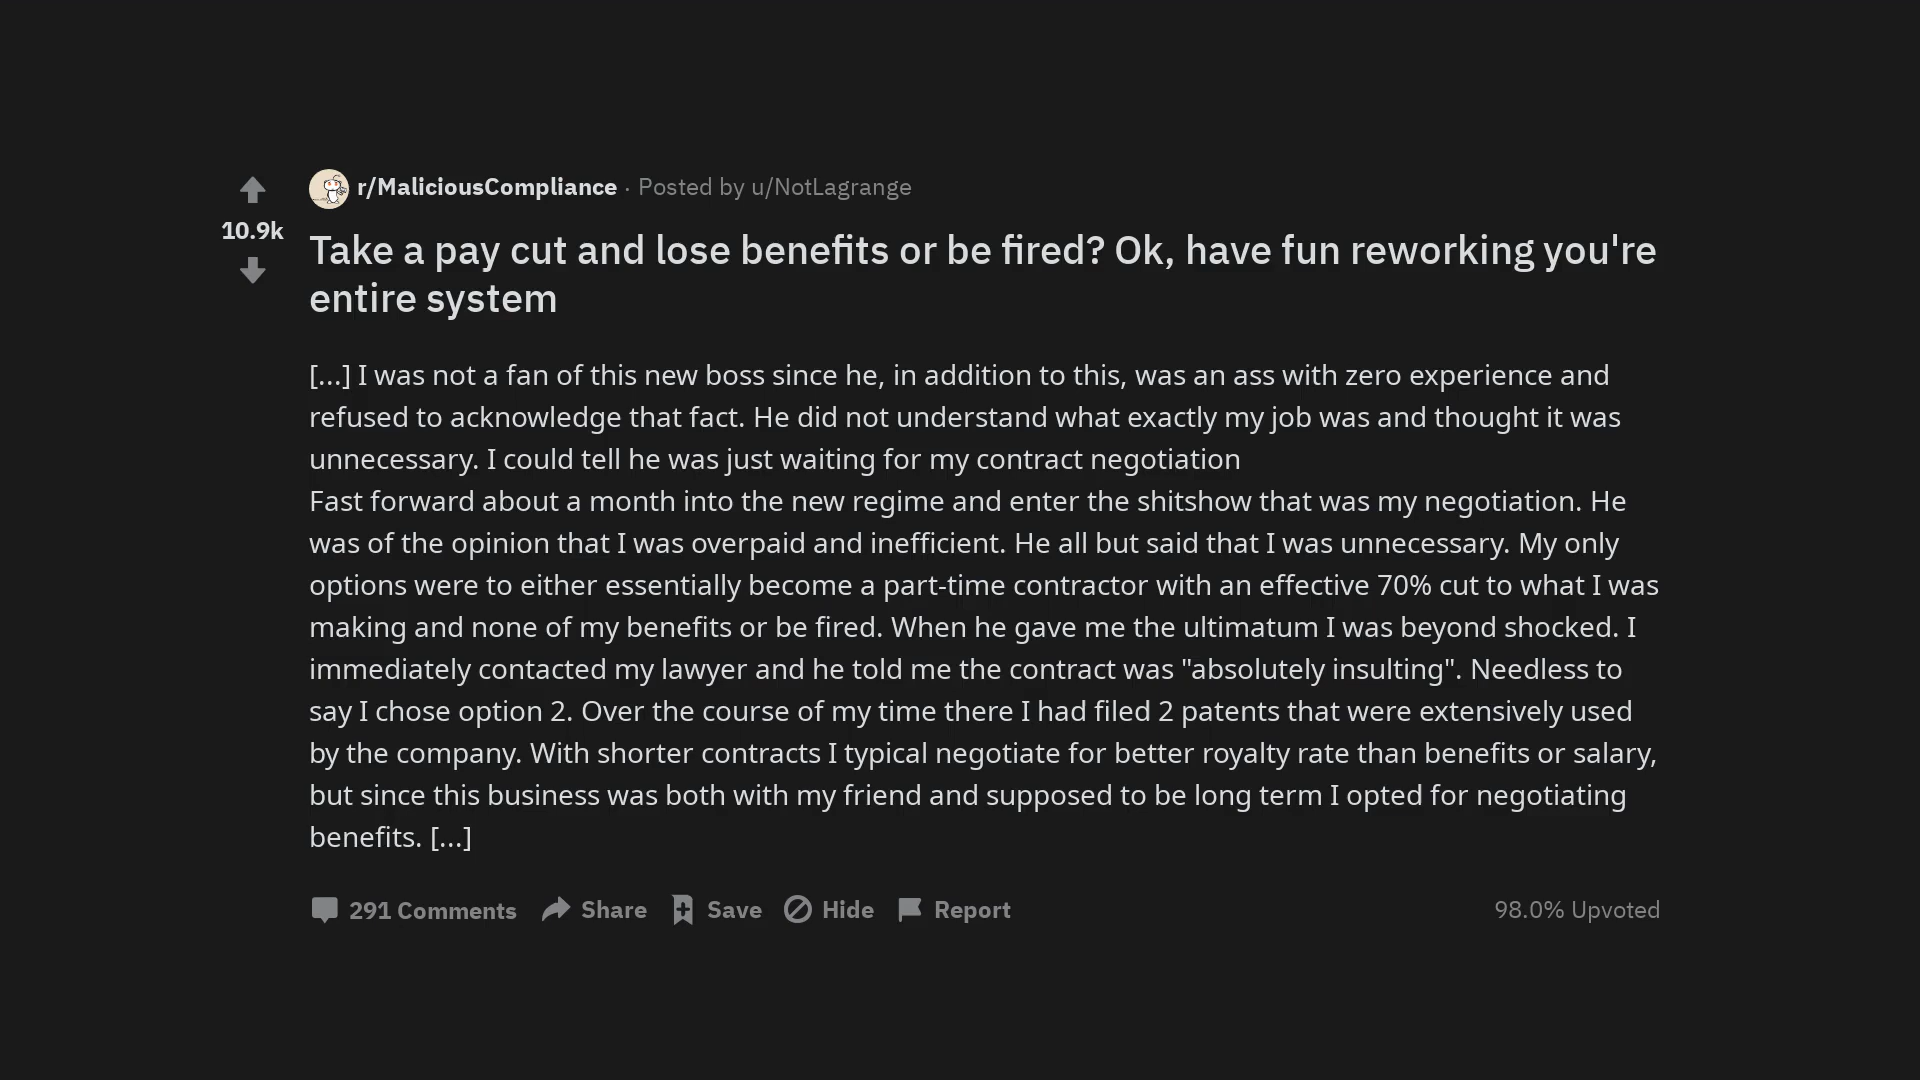 r/MaliciousCompliance · Posted by u/NotLagrange
10.9k
Take a pay cut and lose benefits or be fired? Ok, have fun reworking you're
entire system
[...] I was not a fan of this new boss since he, in addition to this, was an ass with zero experience and
refused to acknowledge that fact. He did not understand what exactly my job was and thought it was
unnecessary. I could tell he was just waiting for my contract negotiation
Fast forward about a month into the new regime and enter the shitshow that was my negotiation. He
was of the opinion that I was overpaid and inefficient. He all but said that I was unnecessary. My only
options were to either essentially become a part-time contractor with an effective 70% cut to what I was
making and none of my benefits or be fired. When he gave me the ultimatum I was beyond shocked. I
immediately contacted my lawyer and he told me the contract was "absolutely insulting". Needless to
say I chose option 2. Over the course of my time there I had filed 2 patents that were extensively used
by the company. With shorter contracts I typical negotiate for better royalty rate than benefits or salary,
but since this business was both with my friend and supposed to be long term I opted for negotiating
benefits. [...]
291 Comments Share Save Hide Report 98.0% Upvoted